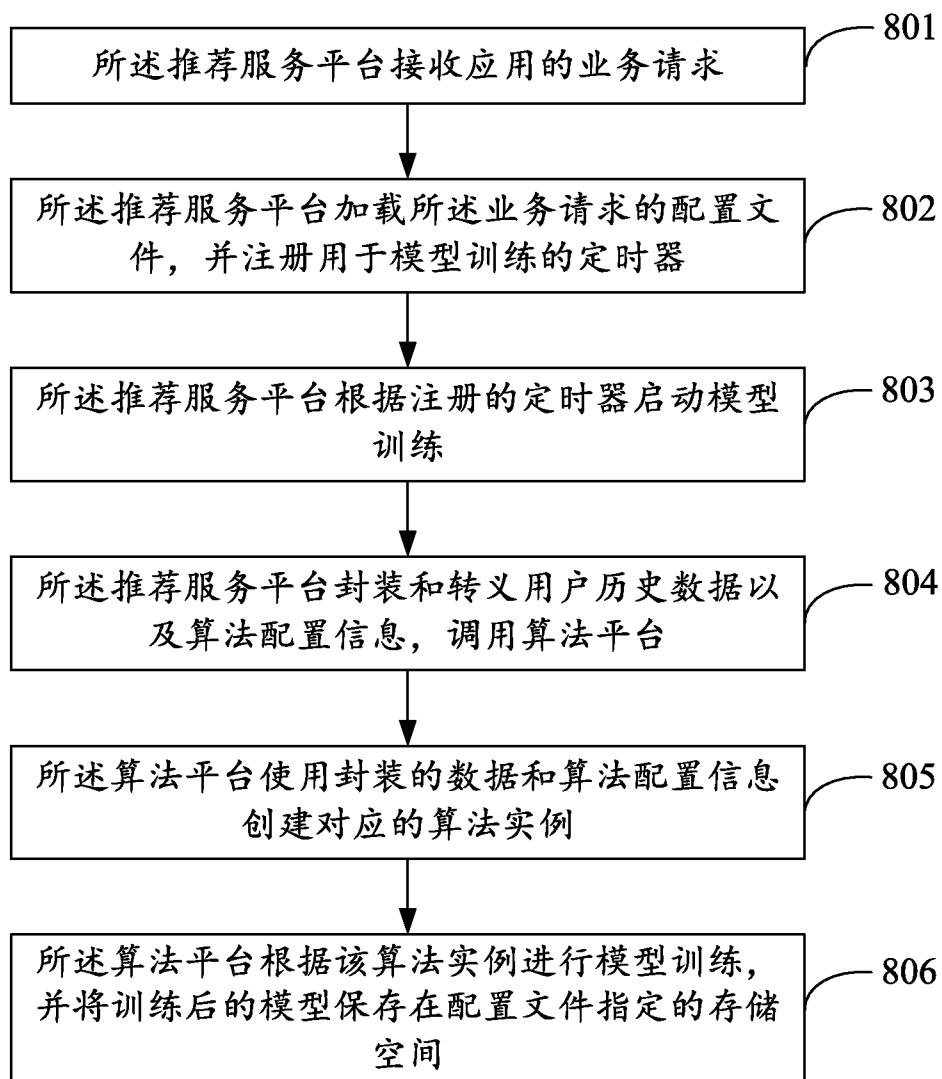 所述推荐服务平台接收应用的业务请求
801
所述推荐服务平台加载所述业务请求的配置文
件，并注册用于模型训练的定时器
802
所述推荐服务平台根据注册的定时器启动模型
训练
803
所述推荐服务平台封装和转义用户历史数据以
及算法配置信息，调用算法平台
804
所述算法平台使用封装的数据和算法配置信息
创建对应的算法实例
805
所述算法平台根据该算法实例进行模型训练，
并将训练后的模型保存在配置文件指定的存储
空间
806